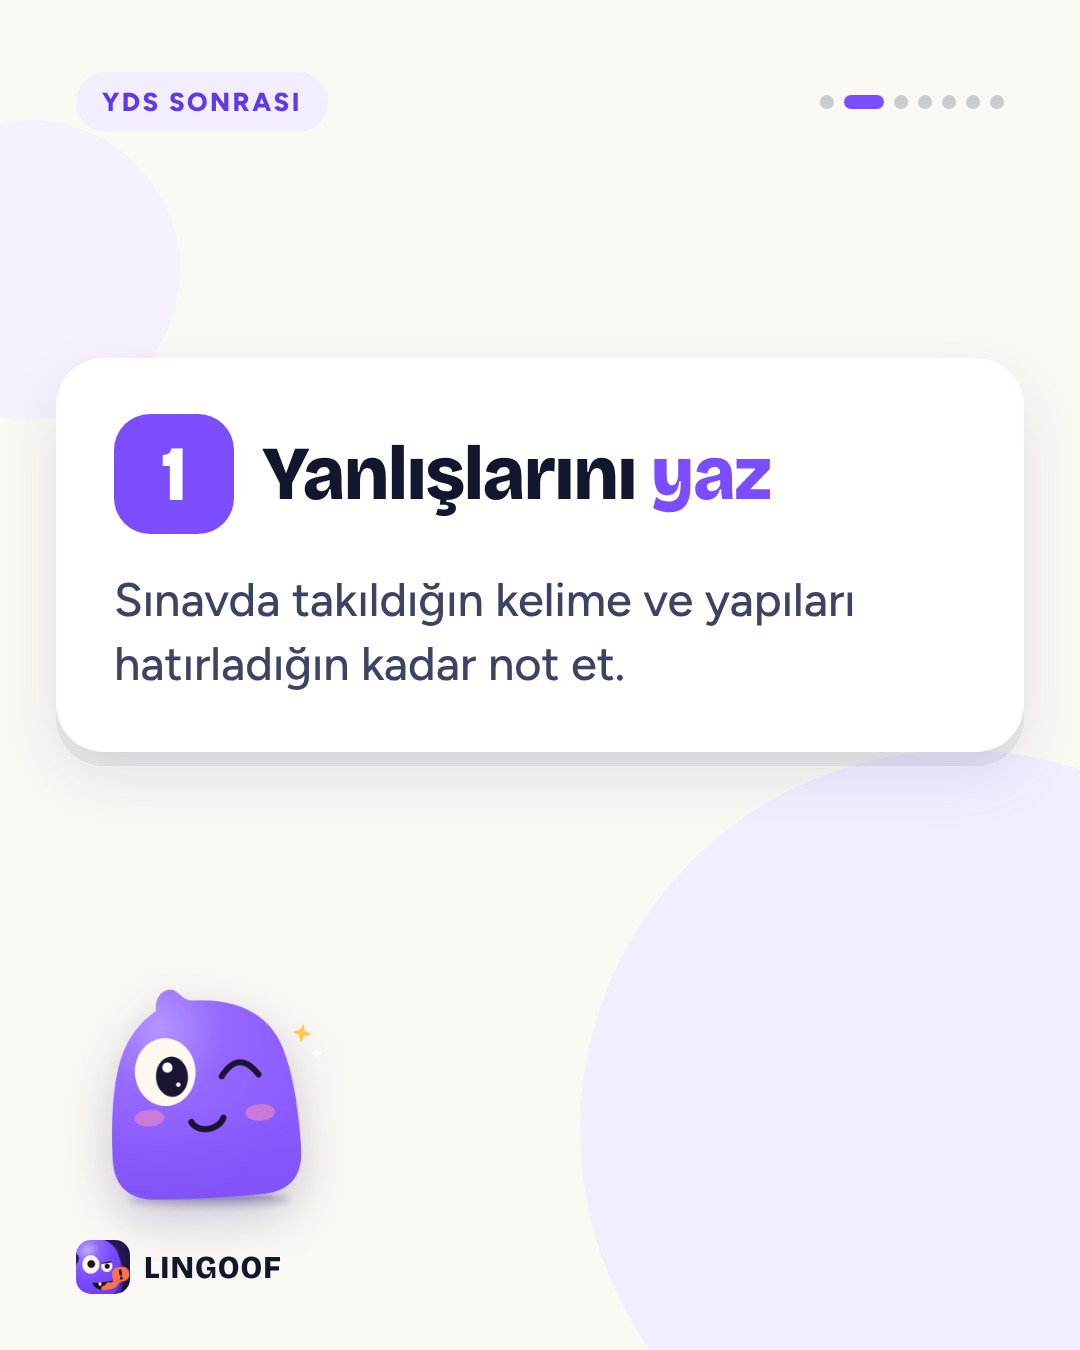 YDS SONRASI
1 Yanlışlarını yaz
Sınavda takıldığın kelime ve yapıları
hatırladığın kadar not et.
LINGOOF